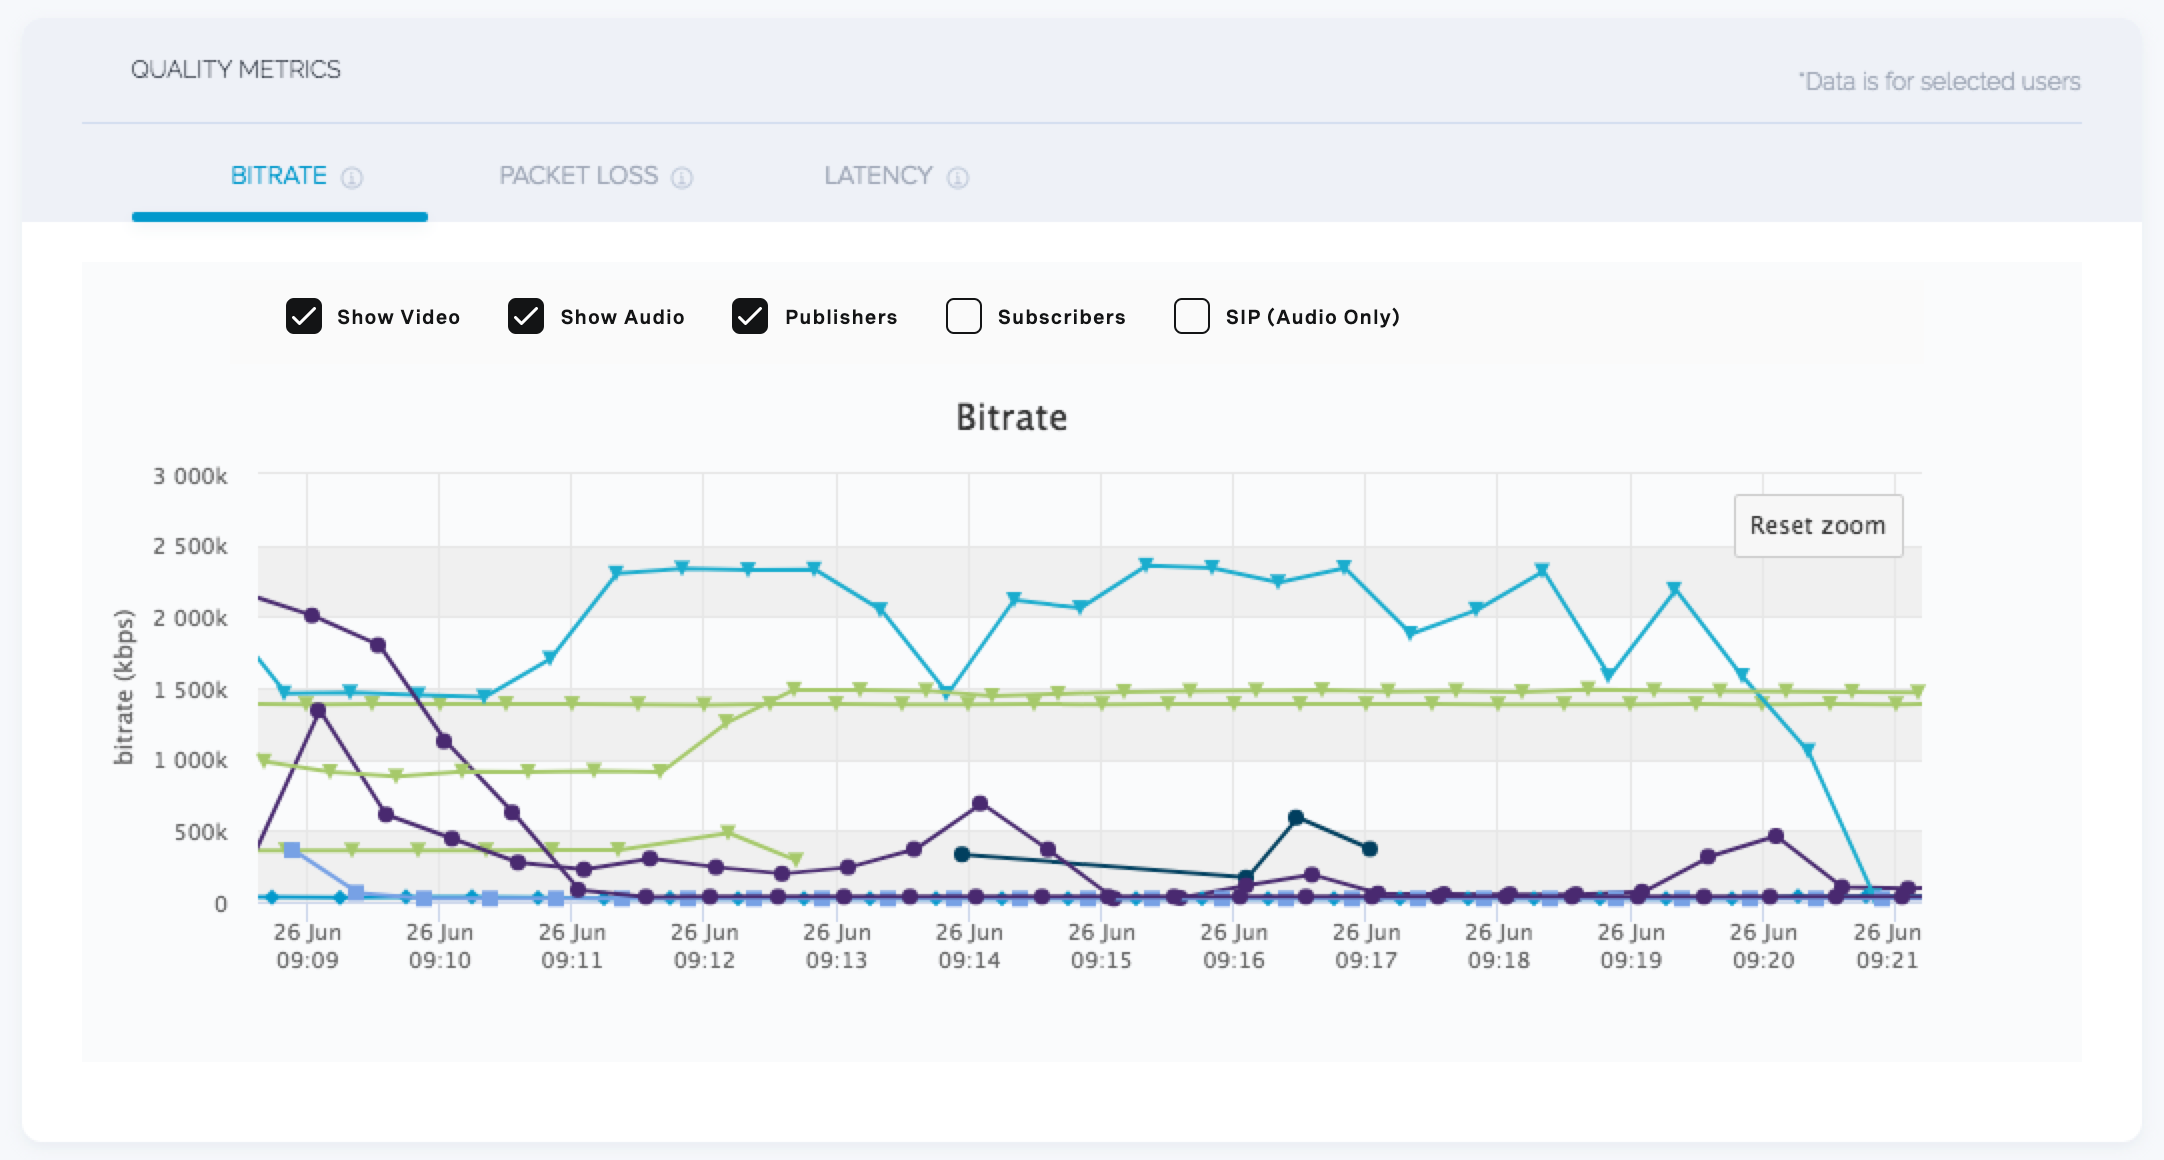 QUALITY METRICS
*Data is for selected users
BITRATE PACKET LOSS LATENCY
Show Video Show Audio Publishers Subscribers SIP (Audio Only)
Bitrate
3 000k
Reset zoom
2 500k
2 000k
1 500k
1 000k
500k
0
bitrate (kbps)
26 Jun 26 Jun 26 Jun 26 Jun 26 Jun 26 Jun 26 Jun 26 Jun 26 Jun 26 Jun 26 Jun 26 Jun 26 Jun
09:09 09:10 09:11 09:12 09:13 09:14 09:15 09:16 09:17 09:18 09:19 09:20 09:21